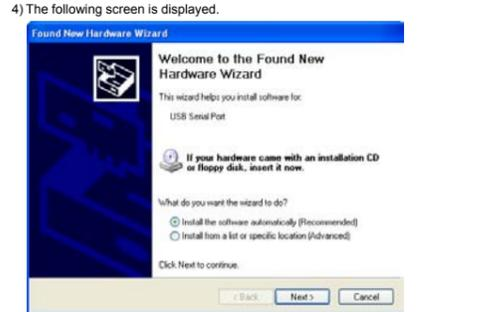 4) The following screen is displayed.
Found New Hardware Wizard
Welcome to the Found New
Hardware Wizard
This wizard helps you install software for:
USB Serial Port
If your hardware came with an installation CD
or floppy disk, insert it now.
What do you want the wizard to do?
Install the software automatically (Recommended)
Install from a list or specific location (Advanced)
Click Next to continue.
< Back
Next >
Cancel